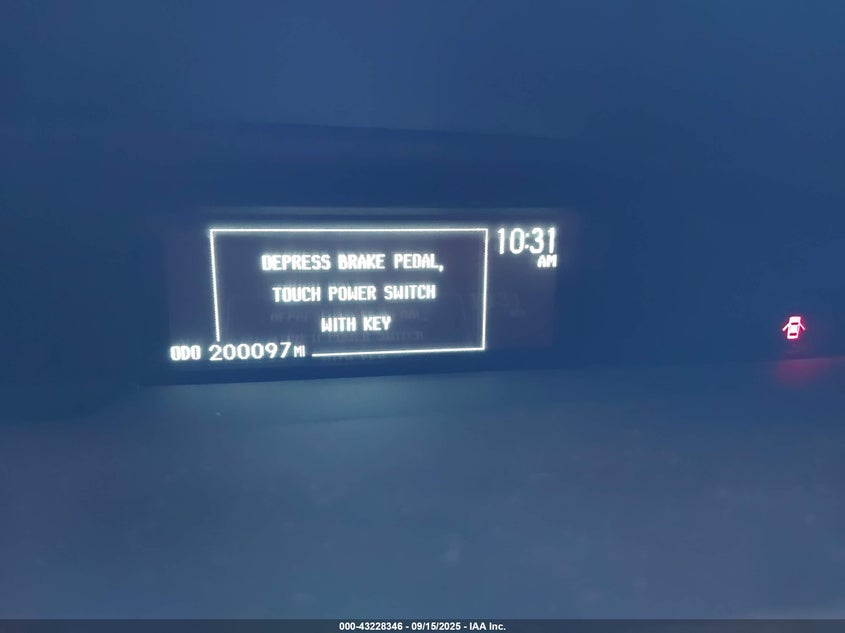 DEPRESS BRAKE PEDAL,
TOUCH POWER SWITCH
WITH KEY
10:31
AM
ODO 200097 MI
000-43228346 - 09/15/2025 - IAA Inc.